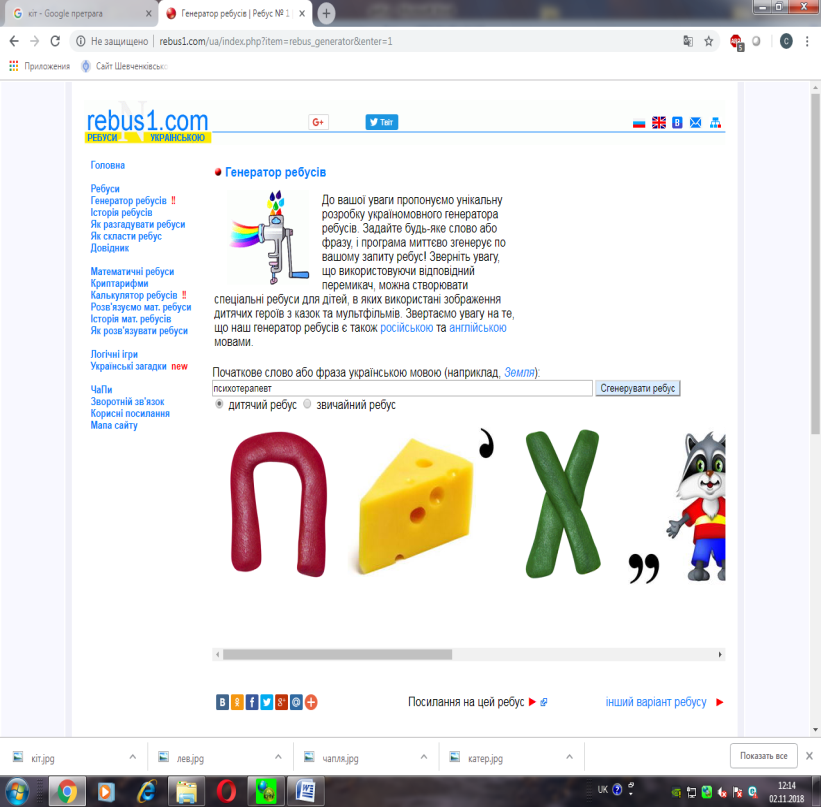 кіт - Google претрага
Генератор ребусів | Ребус № 1
Не защищено | rebus1.com/ua/index.php?item=rebus_generator&enter=1
Приложения
Сайт Шевченківськ
rebus1.com
РЕБУСИ УКРАЇНСЬКОЮ
G+
Твіт
Головна
Ребуси
Генератор ребусів !!
Історія ребусів
Як разгадувати ребуси
Як скласти ребус
Довідник
Математичні ребуси
Криптарифми
Калькулятор ребусів !!
Розв'язуємо мат. ребуси
Історія мат. ребусів
Як розв'язувати ребуси
Логічні ігри
Українські загадки new
ЧаПи
Зворотній зв'язок
Корисні посилання
Мапа сайту
Генератор ребусів
До вашої уваги пропонуємо унікальну
розробку україномовного генератора
ребусів. Задайте будь-яке слово або
фразу, і програма миттєво згенерує по
вашому запиту ребус! Зверніть увагу,
що використовуючи відповідний
перемикач, можна створювати
спеціальні ребуси для дітей, в яких використані зображення
дитячих героїв з казок та мультфільмів. Звертаємо увагу на те,
що наш генератор ребусів є також російською та англійською
мовами.
Початкове слово або фраза українською мовою (наприклад, Земля):
психотерапевт
Сгенерувати ребус
дитячий ребус
звичайний ребус
П
,
Х
,,
Посилання на цей ребус
інший варіант ребусу
кіт.jpg
лев.jpg
чапля.jpg
катер.jpg
Показать все
UK
12:14
02.11.2018